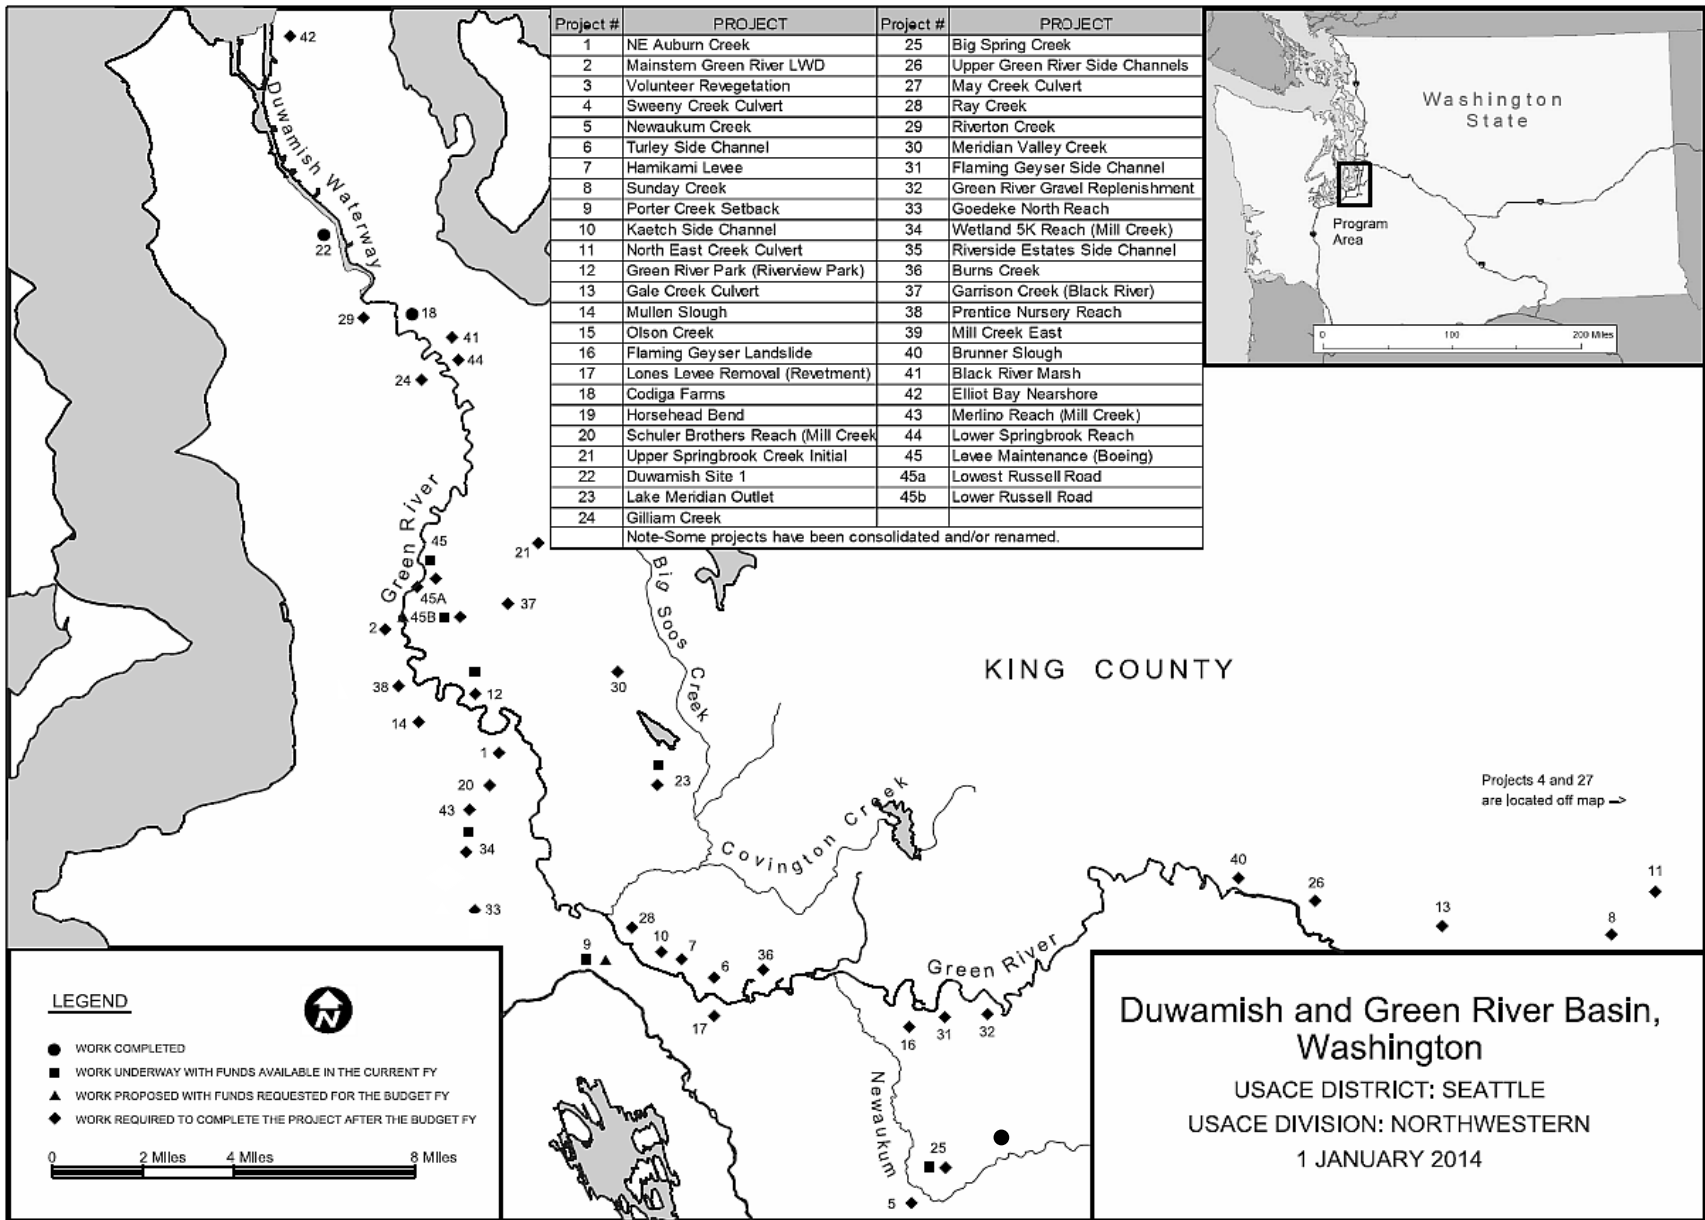 Project # PROJECT Project # PROJECT
1 NE Auburn Creek 25 Big Spring Creek
2 Mainstem Green River LWD 26 Upper Green River Side Channels
3 Volunteer Revegetation 27 May Creek Culvert
4 Sweeny Creek Culvert 28 Ray Creek
5 Newaukum Creek 29 Riverton Creek
6 Turley Side Channel 30 Meridian Valley Creek
7 Hamikami Levee 31 Flaming Geyser Side Channel
8 Sunday Creek 32 Green River Gravel Replenishment
9 Porter Creek Setback 33 Goedeke North Reach
10 Kaetch Side Channel 34 Wetland 5K Reach (Mill Creek)
11 North East Creek Culvert 35 Riverside Estates Side Channel
12 Green River Park (Riverview Park) 36 Burns Creek
13 Gale Creek Culvert 37 Garrison Creek (Black River)
14 Mullen Slough 38 Prentice Nursery Reach
15 Olson Creek 39 Mill Creek East
16 Flaming Geyser Landslide 40 Brunner Slough
17 Lones Levee Removal (Revetment) 41 Black River Marsh
18 Codiga Farms 42 Elliot Bay Nearshore
19 Horsehead Bend 43 Merlino Reach (Mill Creek)
20 Schuler Brothers Reach (Mill Creek 44 Lower Springbrook Reach
21 Upper Springbrook Creek Initial 45 Levee Maintenance (Boeing)
22 Duwamish Site 1 45a Lowest Russell Road
23 Lake Meridian Outlet 45b Lower Russell Road
24 Gilliam Creek
Note-Some projects have been consolidated and/or renamed.
Washington
State
Program
Area
0 100 200 Miles
42
Duwamish Waterway
22
29
18
41
44
24
Green River
45
21
45A
37
45B
2
Big Soos Creek
KING COUNTY
38
12
30
14
1
20
23
43
34
Projects 4 and 27
are located off map
Covington Creek
40
26
11
13
8
33
28
10
7
9
6
36
Green River
17
16
31
32
Newaukum
25
5
LEGEND
N
WORK COMPLETED
WORK UNDERWAY WITH FUNDS AVAILABLE IN THE CURRENT FY
WORK PROPOSED WITH FUNDS REQUESTED FOR THE BUDGET FY
WORK REQUIRED TO COMPLETE THE PROJECT AFTER THE BUDGET FY
0 2 Miles 4 Miles 8 Miles
Duwamish and Green River Basin,
Washington
USACE DISTRICT: SEATTLE
USACE DIVISION: NORTHWESTERN
1 JANUARY 2014